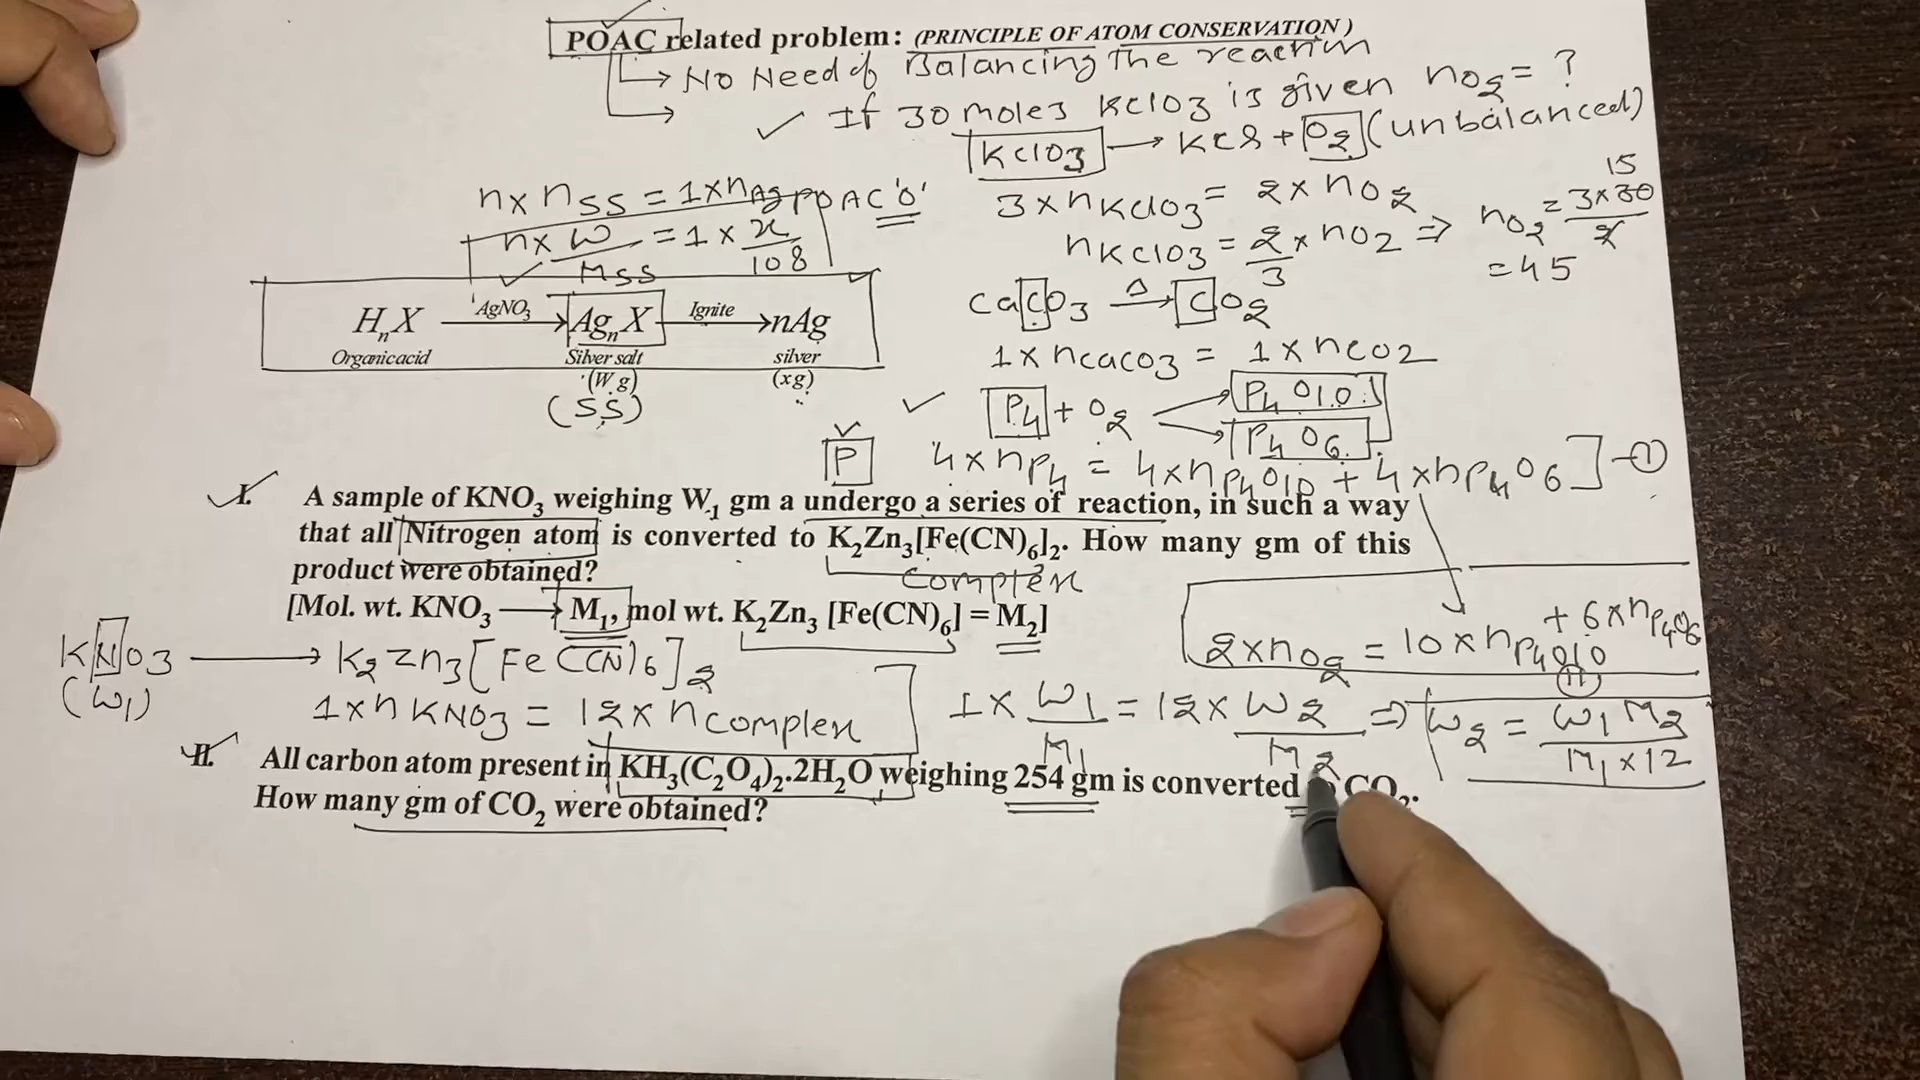 POAC related problem: (PRINCIPLE OF ATOM CONSERVATION)
→ No Need of Balancing The reaction
→
✓ If 30 moles KClO3 is given nO2 = ?
KClO3 → KCl + O2 (unbalanced)
n x nSS = 1 x nAg POAC 'O'
3 x nKClO3 = 2 x nO2
nKClO3 = 2/3 x nO2 ⇒ nO2 = 3x30/2
15
= 45
n x W/MSS = 1 x x/108
CaCO3 →Δ CO2
1 x nCaCO3 = 1 x nCO2
HnX AgNO3 → AgnX Ignite → nAg
Organic acid Silver salt silver
(W g) (xg)
(SS)
P4 + O2 → P4O10
→ P4O6
P 4 x nP4 = 4 x nP4O10 + 4 x nP4O6 ] -①
I. A sample of KNO3 weighing W1 gm a undergo a series of reaction, in such a way
that all Nitrogen atom is converted to K2Zn3[Fe(CN)6]2. How many gm of this
product were obtained?
complex
[Mol. wt. KNO3 → M1, mol wt. K2Zn3 [Fe(CN)6] = M2]
2 x nO2 = 10 x nP4O10 + 6 x nP4O6
II
KNO3 → K2Zn3[Fe(CN)6]2
(W1)
1 x nKNO3 = 12 x ncomplex
1 x W1/M1 = 12 x W2/M2 ⇒ W2 = W1M2/M1x12
II. All carbon atom present in KH3(C2O4)2.2H2O weighing 254 gm is converted CO2.
How many gm of CO2 were obtained?